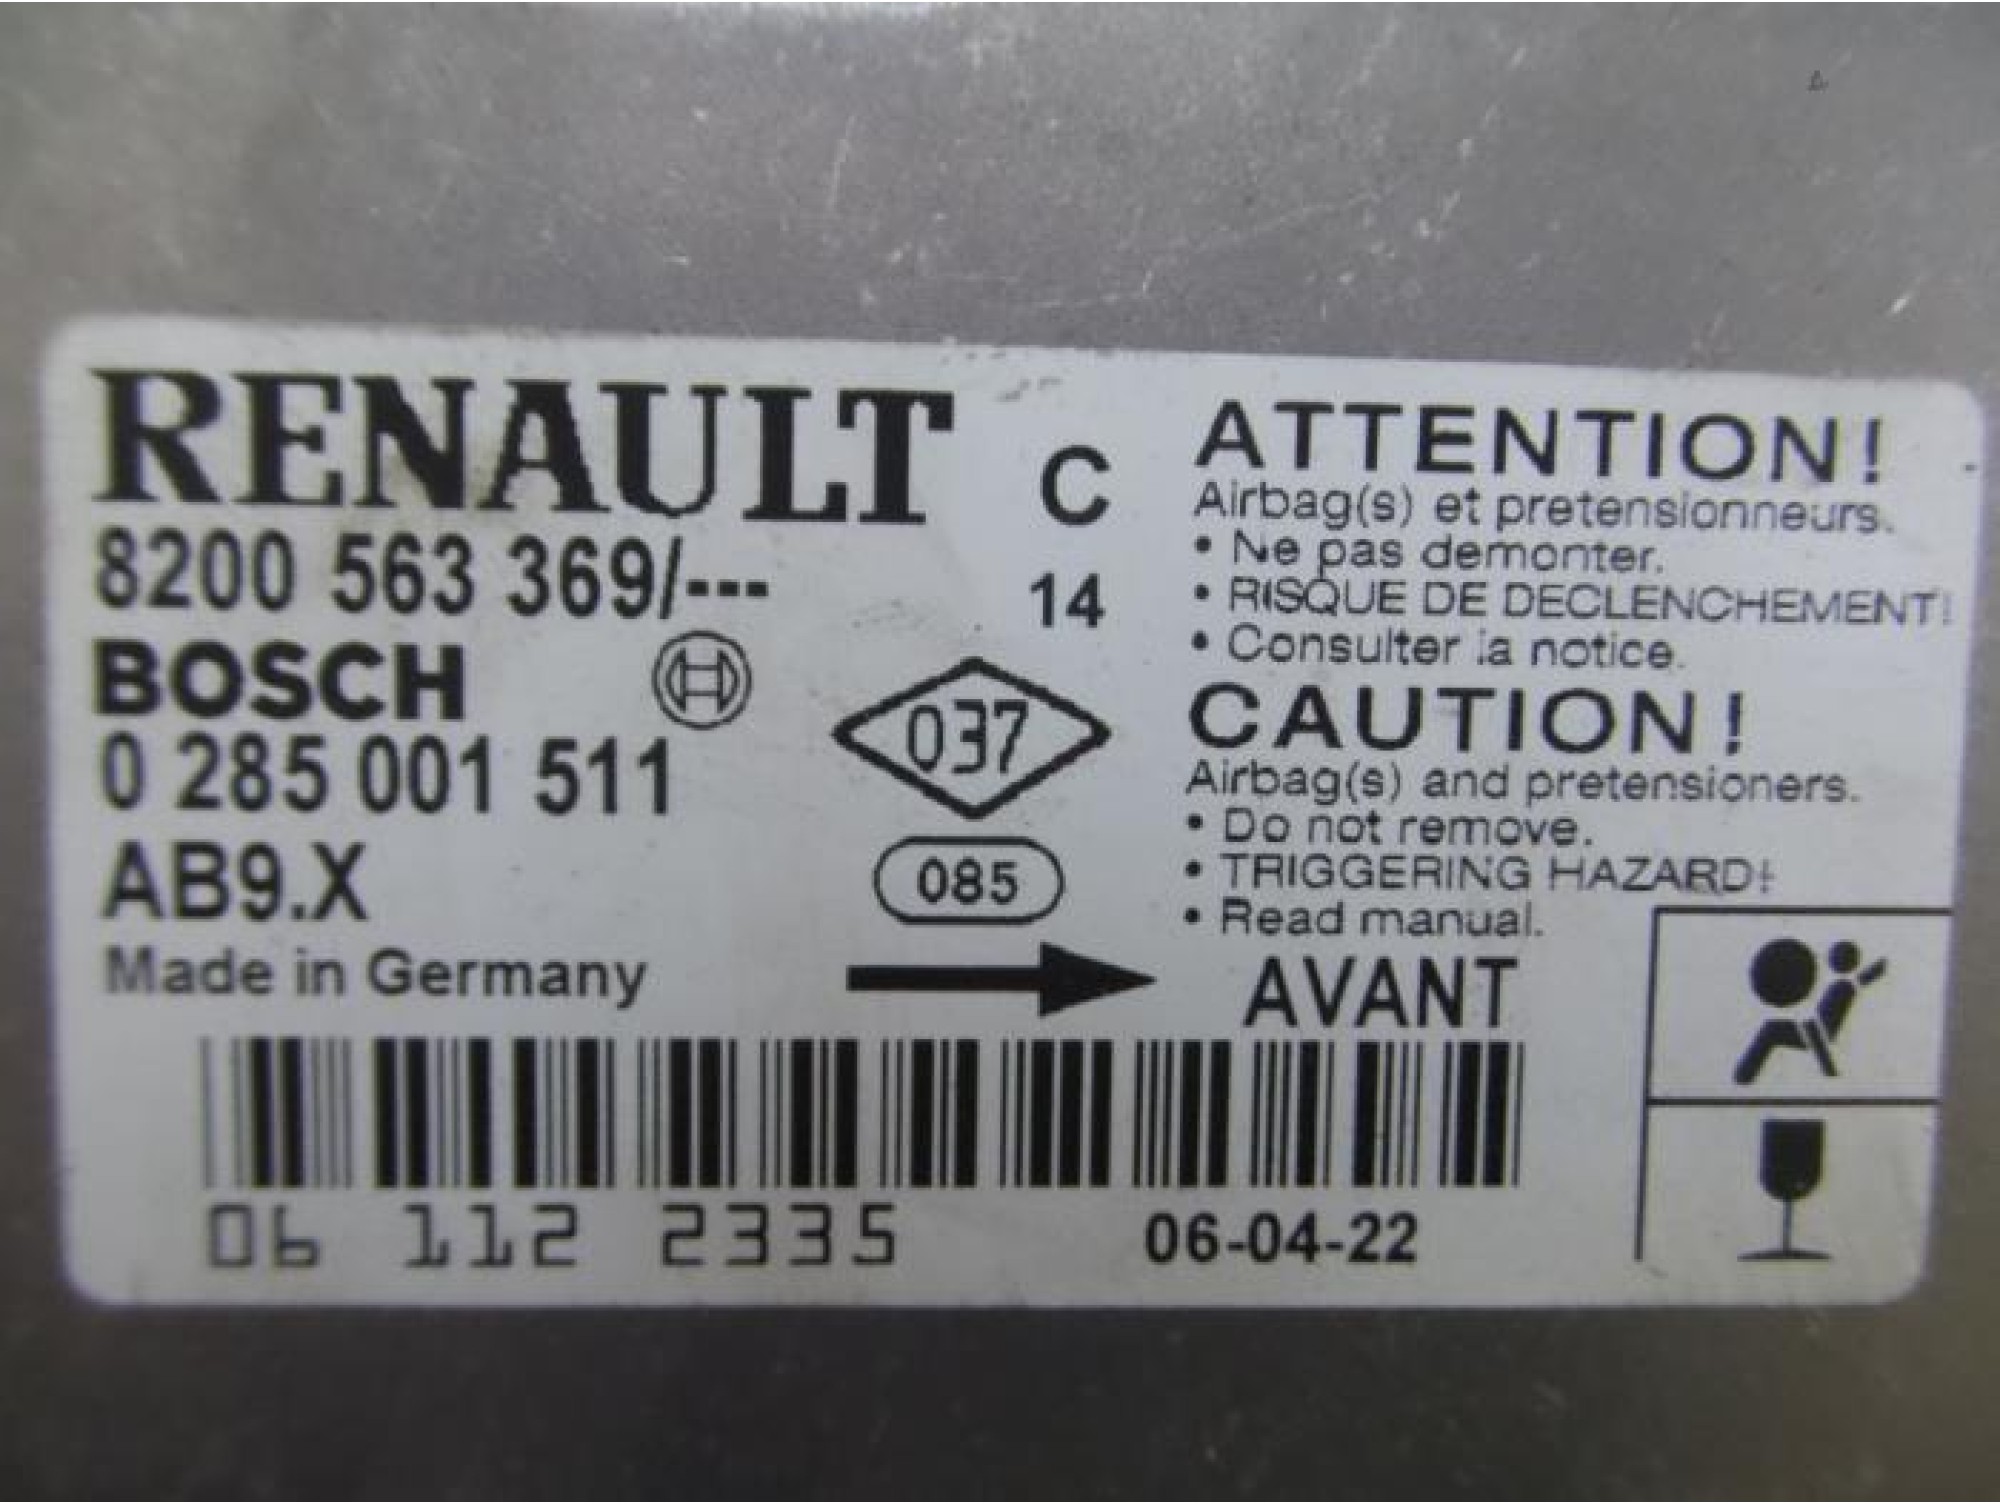 RENAULT
C
8200 563 369/---
14
BOSCH
0 285 001 511
037
AB9.X
085
Made in Germany
ATTENTION!
Airbag(s) et pretensionneurs.
• Ne pas demonter.
• RISQUE DE DECLENCHEMENT!
• Consulter la notice.
CAUTION!
Airbag(s) and pretensioners.
• Do not remove.
• TRIGGERING HAZARD!
• Read manual.
AVANT
06 112 2335
06-04-22